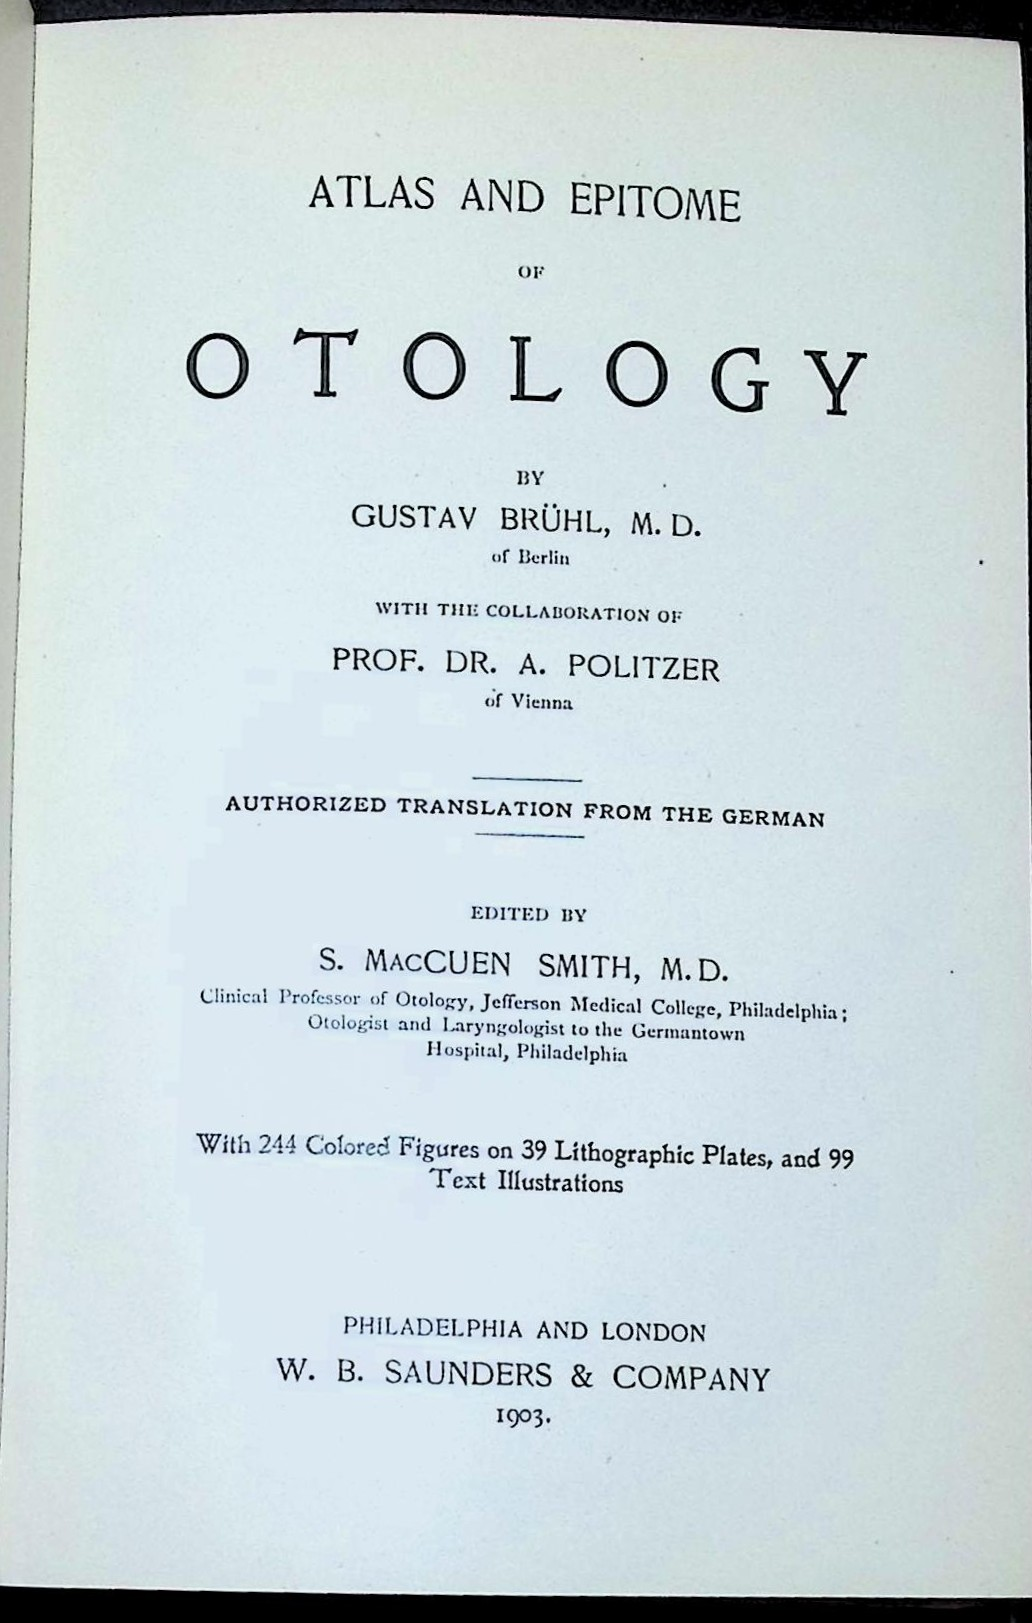 ATLAS AND EPITOME
OF
OTOLOGY
BY
GUSTAV BRÜHL, M. D.
of Berlin
WITH THE COLLABORATION OF
PROF. DR. A. POLITZER
of Vienna
AUTHORIZED TRANSLATION FROM THE GERMAN
EDITED BY
S. MACCUEN SMITH, M. D.
Clinical Professor of Otology, Jefferson Medical College, Philadelphia;
Otologist and Laryngologist to the Germantown
Hospital, Philadelphia
With 244 Colored Figures on 39 Lithographic Plates, and 99
Text Illustrations
PHILADELPHIA AND LONDON
W. B. SAUNDERS & COMPANY
1903.